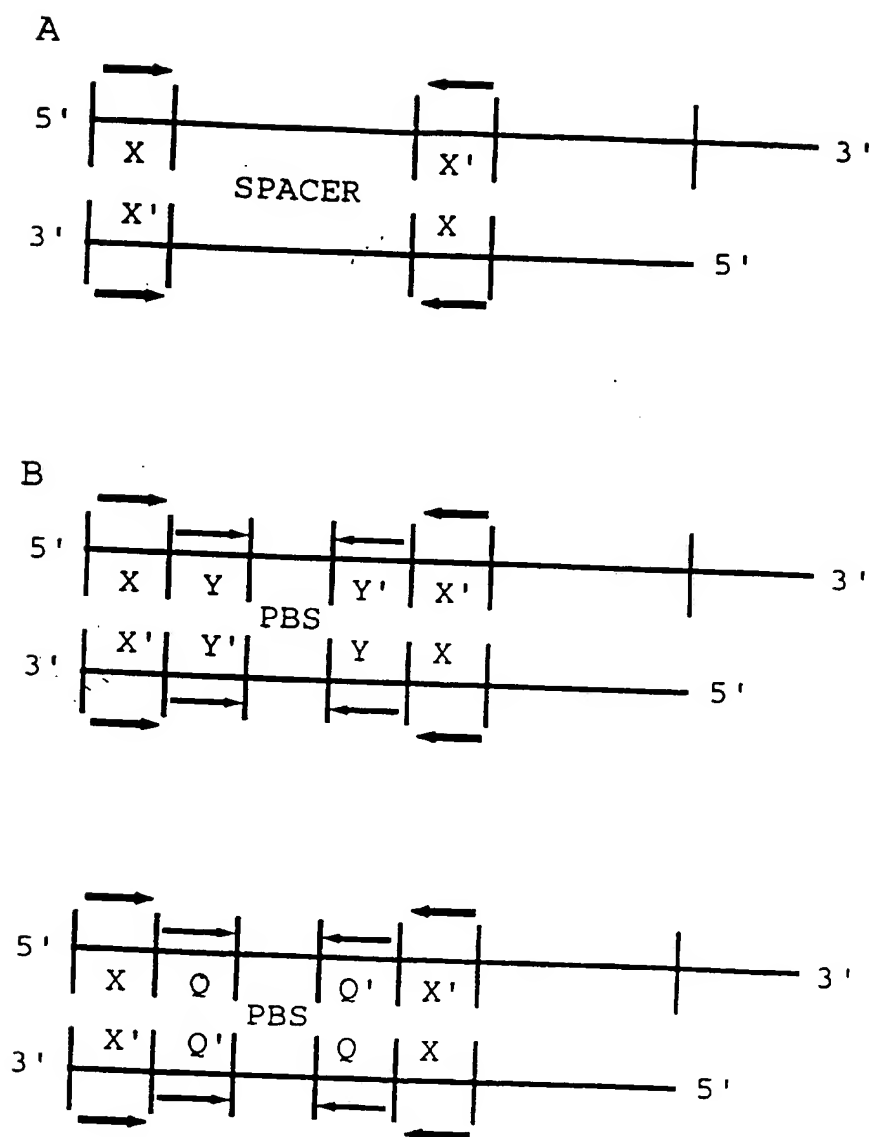 A
5' X X' 3'
SPACER
3' X' X 5'
B
5' X Y Y' X' 3'
PBS
3' X' Y' Y X 5'
5' X Q Q' X' 3'
PBS
3' X' Q' Q X 5'